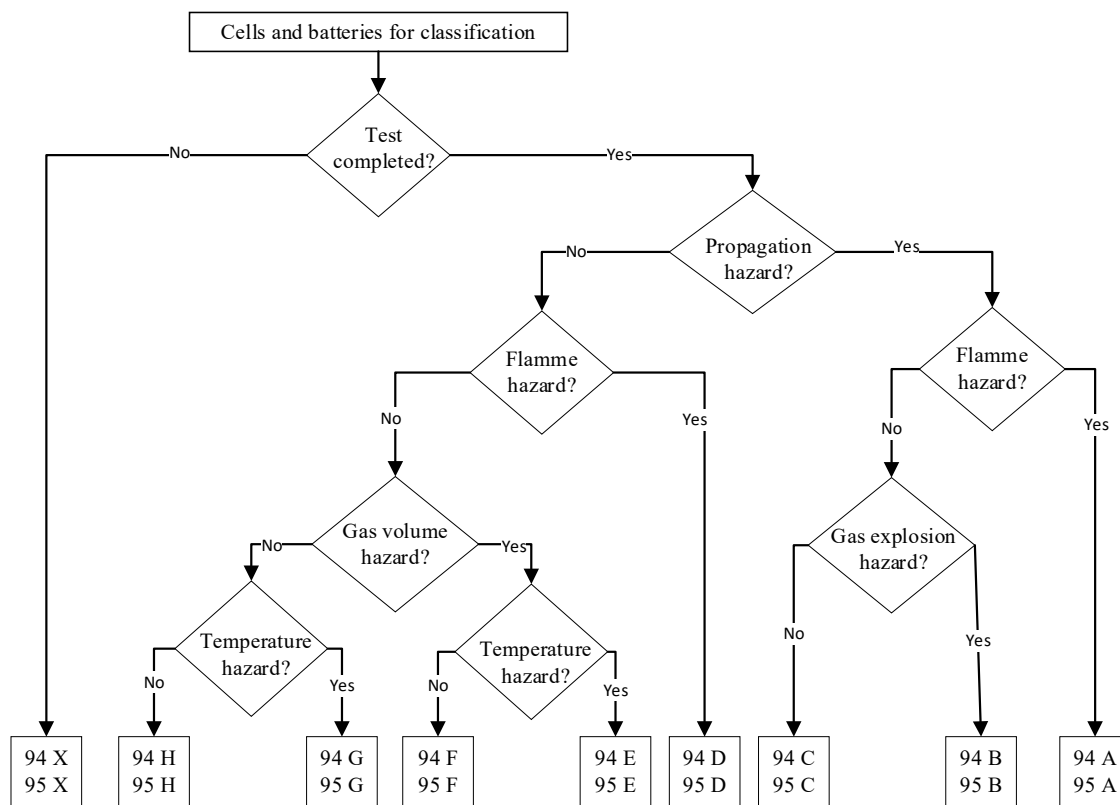 Cells and batteries for classification
Test
completed?
No
Yes
Propagation
hazard?
No
Yes
Flamme
hazard?
Flamme
hazard?
No
Yes
No
Yes
Gas volume
hazard?
Gas explosion
hazard?
No
Yes
Temperature
hazard?
Temperature
hazard?
No
Yes
No
Yes
No
Yes
94 X
95 X
94 H
95 H
94 G
95 G
94 F
95 F
94 E
95 E
94 D
95 D
94 C
95 C
94 B
95 B
94 A
95 A